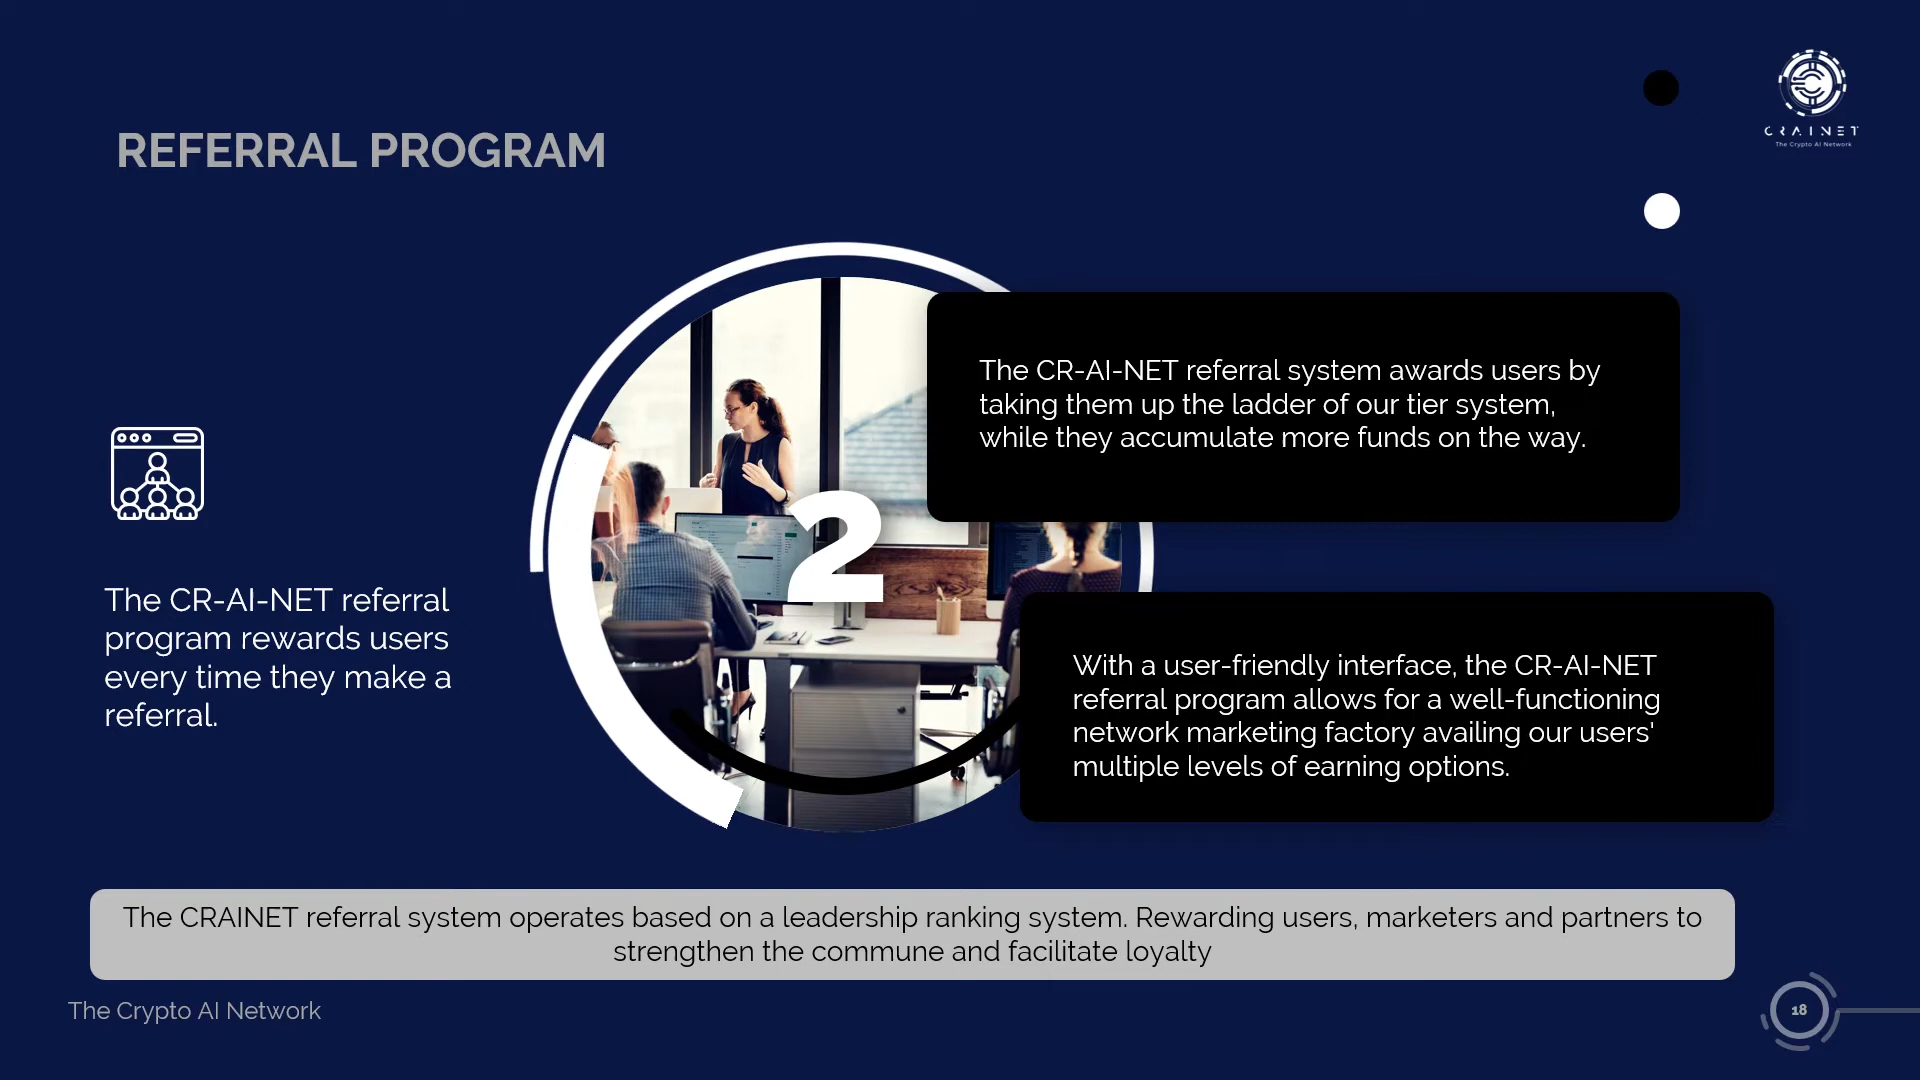 CRAINET
The Crypto AI Network
REFERRAL PROGRAM
The CR-AI-NET referral system awards users by
taking them up the ladder of our tier system,
while they accumulate more funds on the way.
2
The CR-AI-NET referral
program rewards users
every time they make a
referral.
With a user-friendly interface, the CR-AI-NET
referral program allows for a well-functioning
network marketing factory availing our users'
multiple levels of earning options.
The CRAINET referral system operates based on a leadership ranking system. Rewarding users, marketers and partners to
strengthen the commune and facilitate loyalty
The Crypto AI Network
18